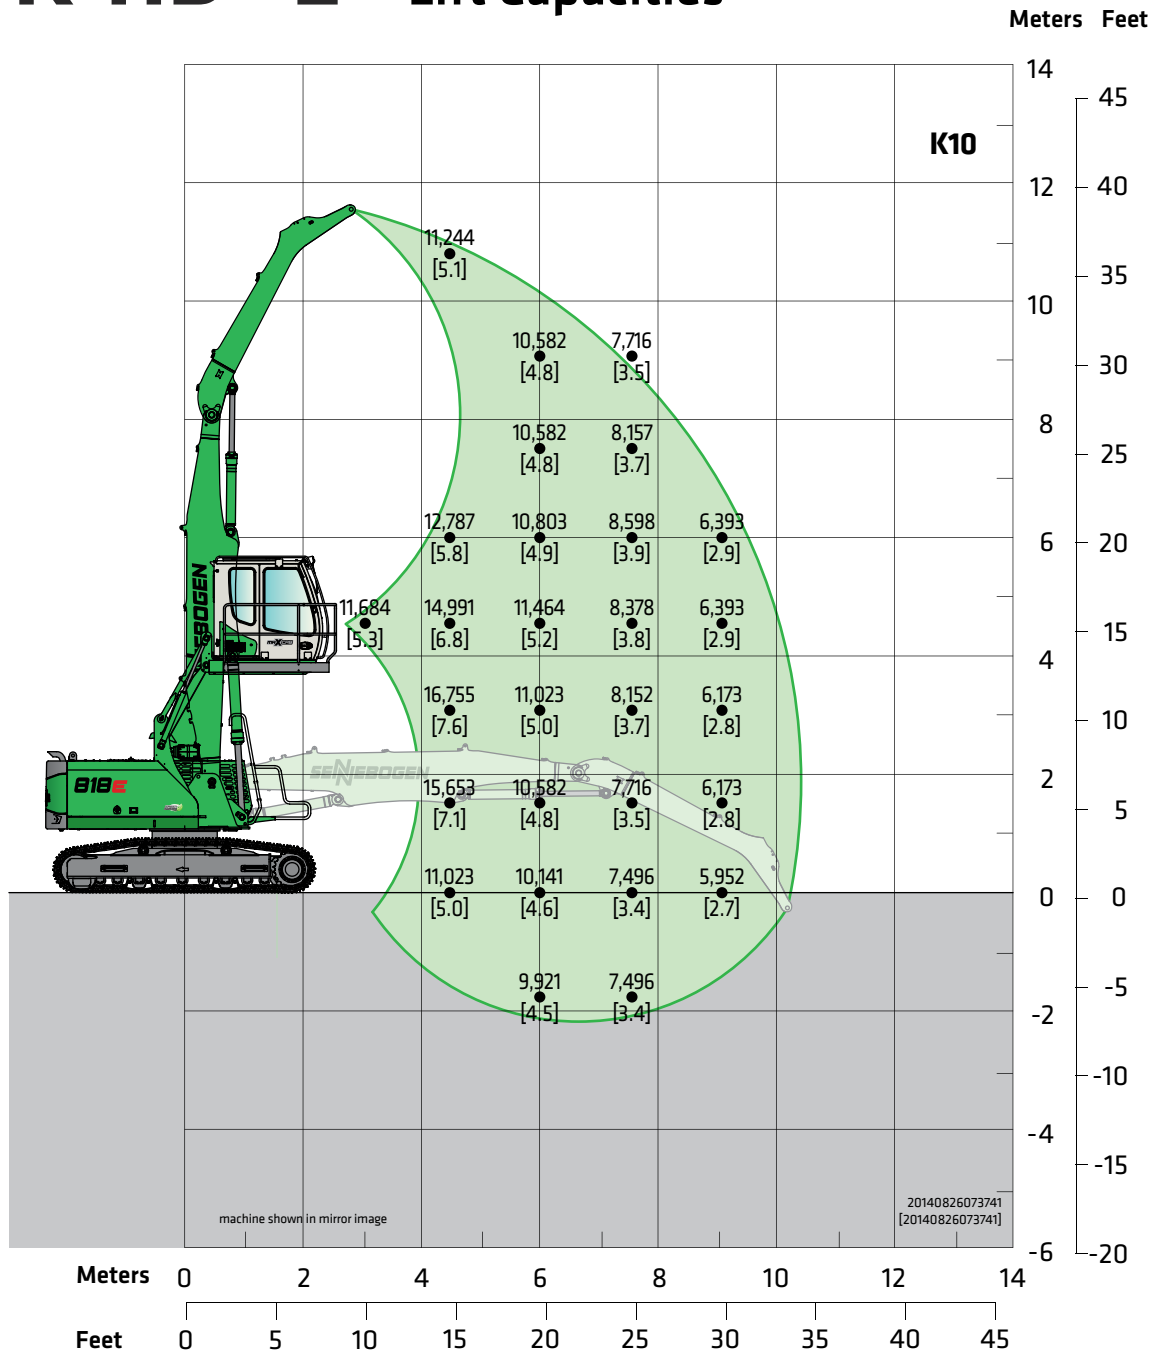 Lift Capacities
Meters Feet
14
45
K10
12
40
11,244
[5.1]
35
10
10,582 7,716
[4.8] [3.5]
30
8
10,582 8,157
[4.8] [3.7]
25
12,787 10,803 8,598 6,393
[5.8] [4.9] [3.9] [2.9]
6
20
SENNEBOGEN
818E
11,684 14,991 11,464 8,378 6,393
[5.3] [6.8] [5.2] [3.8] [2.9]
15
4
16,755 11,023 8,152 6,173
[7.6] [5.0] [3.7] [2.8]
10
2
15,653 10,582 7,716 6,173
[7.1] [4.8] [3.5] [2.8]
5
11,023 10,141 7,496 5,952
[5.0] [4.6] [3.4] [2.7]
0
0
9,921 7,496
[4.5] [3.4]
-5
-2
-10
-4
-15
20140826073741
[20140826073741]
machine shown in mirror image
-6
-20
Meters 0 2 4 6 8 10 12 14
Feet 0 5 10 15 20 25 30 35 40 45